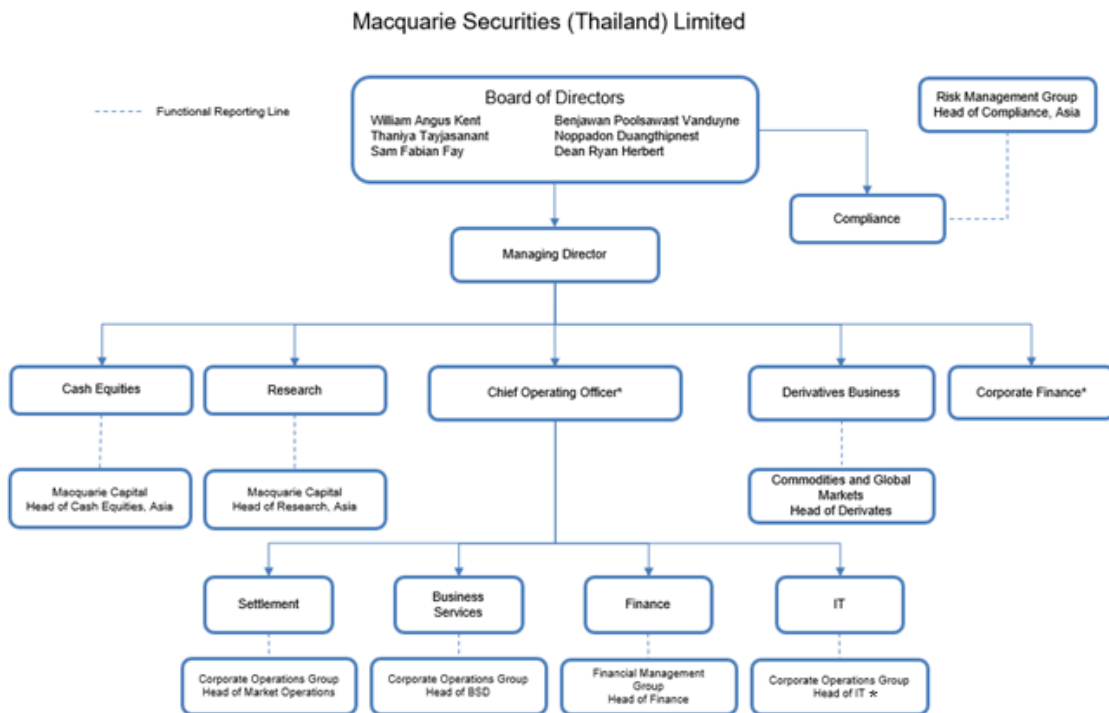 Macquarie Securities (Thailand) Limited
Functional Reporting Line
Board of Directors
William Angus Kent
Thaniya Tayjasanant
Sam Fabian Fay
Benjawan Poolsawast Vanduyne
Noppadon Duangthipnest
Dean Ryan Herbert
Risk Management Group
Head of Compliance, Asia
Compliance
Managing Director
Cash Equities
Research
Chief Operating Officer*
Derivatives Business
Corporate Finance*
Macquarie Capital
Head of Cash Equities, Asia
Macquarie Capital
Head of Research, Asia
Commodities and Global
Markets
Head of Derivates
Settlement
Business
Services
Finance
IT
Corporate Operations Group
Head of Market Operations
Corporate Operations Group
Head of BSD
Financial Management
Group
Head of Finance
Corporate Operations Group
Head of IT *